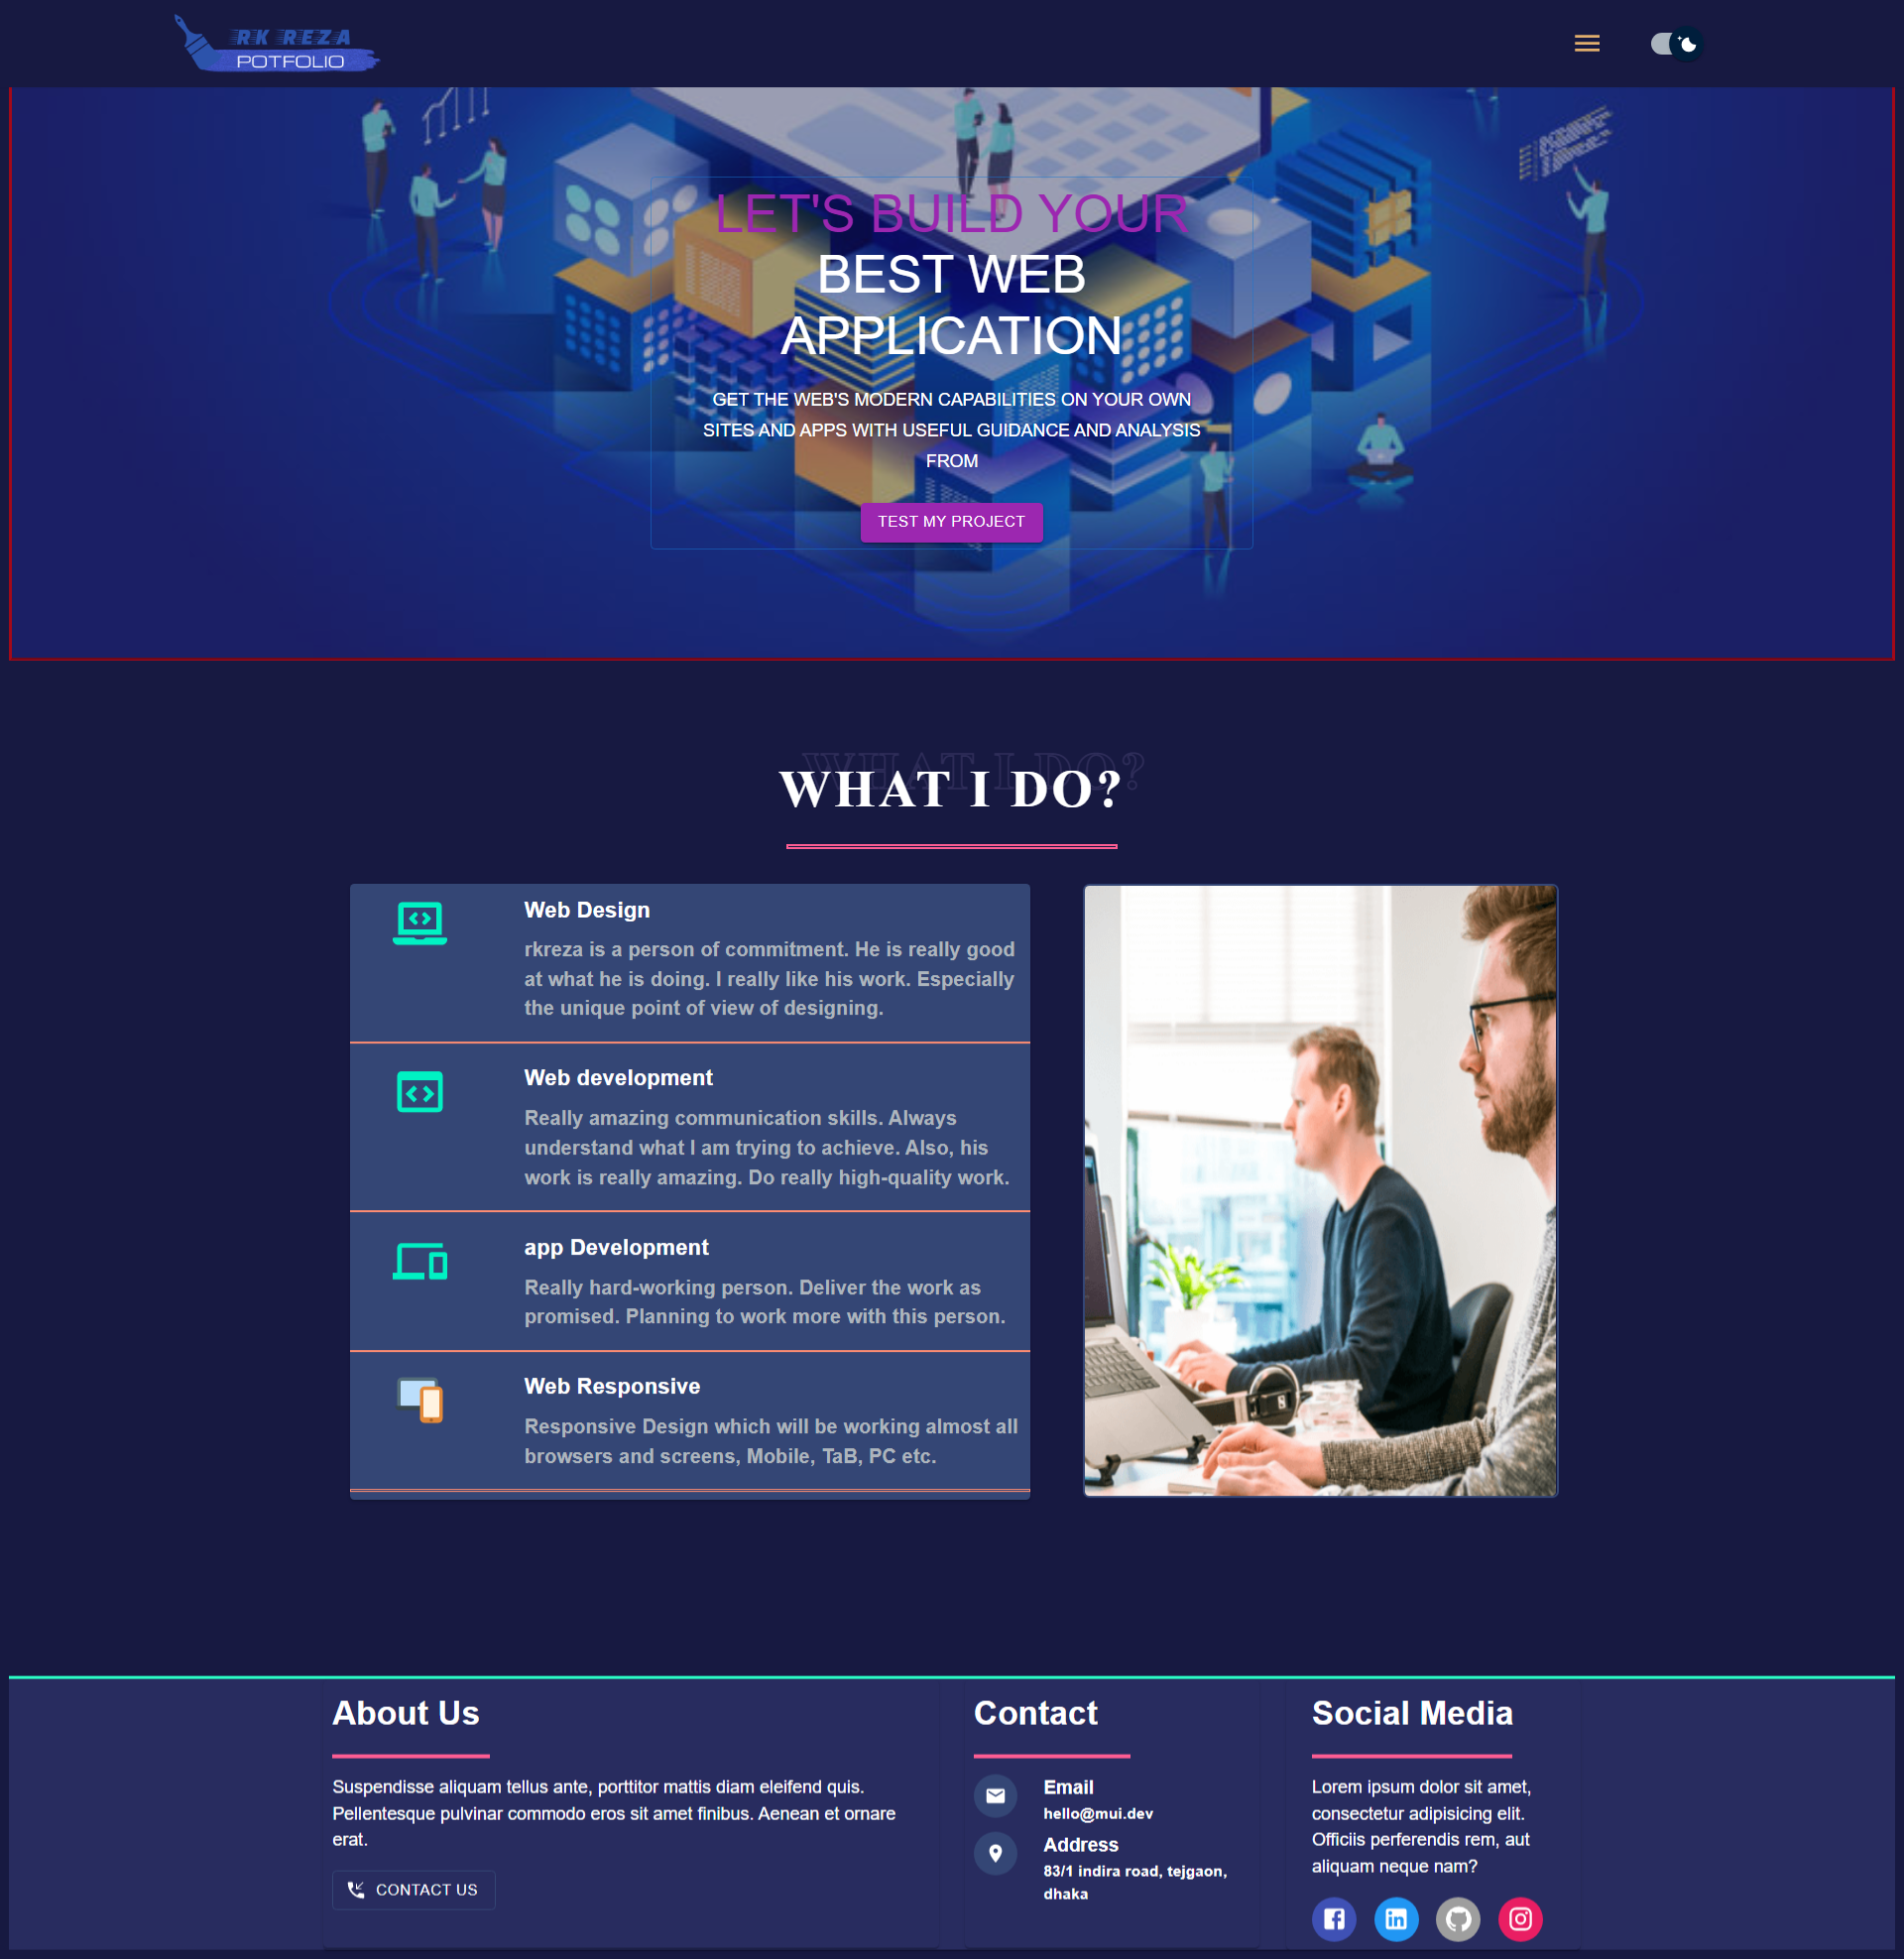 RK REZA
POTFOLIO
LET'S BUILD YOUR
BEST WEB
APPLICATION
GET THE WEB'S MODERN CAPABILITIES ON YOUR OWN
SITES AND APPS WITH USEFUL GUIDANCE AND ANALYSIS
FROM
TEST MY PROJECT
WHAT I DO?
WHAT I DO?
Web Design
rkreza is a person of commitment. He is really good
at what he is doing. I really like his work. Especially
the unique point of view of designing.
Web development
Really amazing communication skills. Always
understand what I am trying to achieve. Also, his
work is really amazing. Do really high-quality work.
app Development
Really hard-working person. Deliver the work as
promised. Planning to work more with this person.
Web Responsive
Responsive Design which will be working almost all
browsers and screens, Mobile, TaB, PC etc.
About Us
Suspendisse aliquam tellus ante, porttitor mattis diam eleifend quis.
Pellentesque pulvinar commodo eros sit amet finibus. Aenean et ornare
erat.
CONTACT US
Contact
Email
hello@mui.dev
Address
83/1 indira road, tejgaon,
dhaka
Social Media
Lorem ipsum dolor sit amet,
consectetur adipisicing elit.
Officiis perferendis rem, aut
aliquam neque nam?